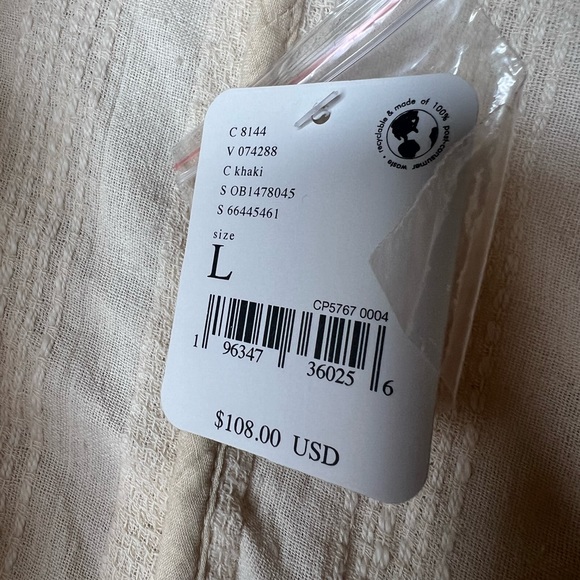 C 8144
V 074288
C khaki
S OB1478045
S 66445461
size
L
recyclable & made of 100% post-consumer waste •
CP5767 0004
1 96347 36025 6
$108.00 USD